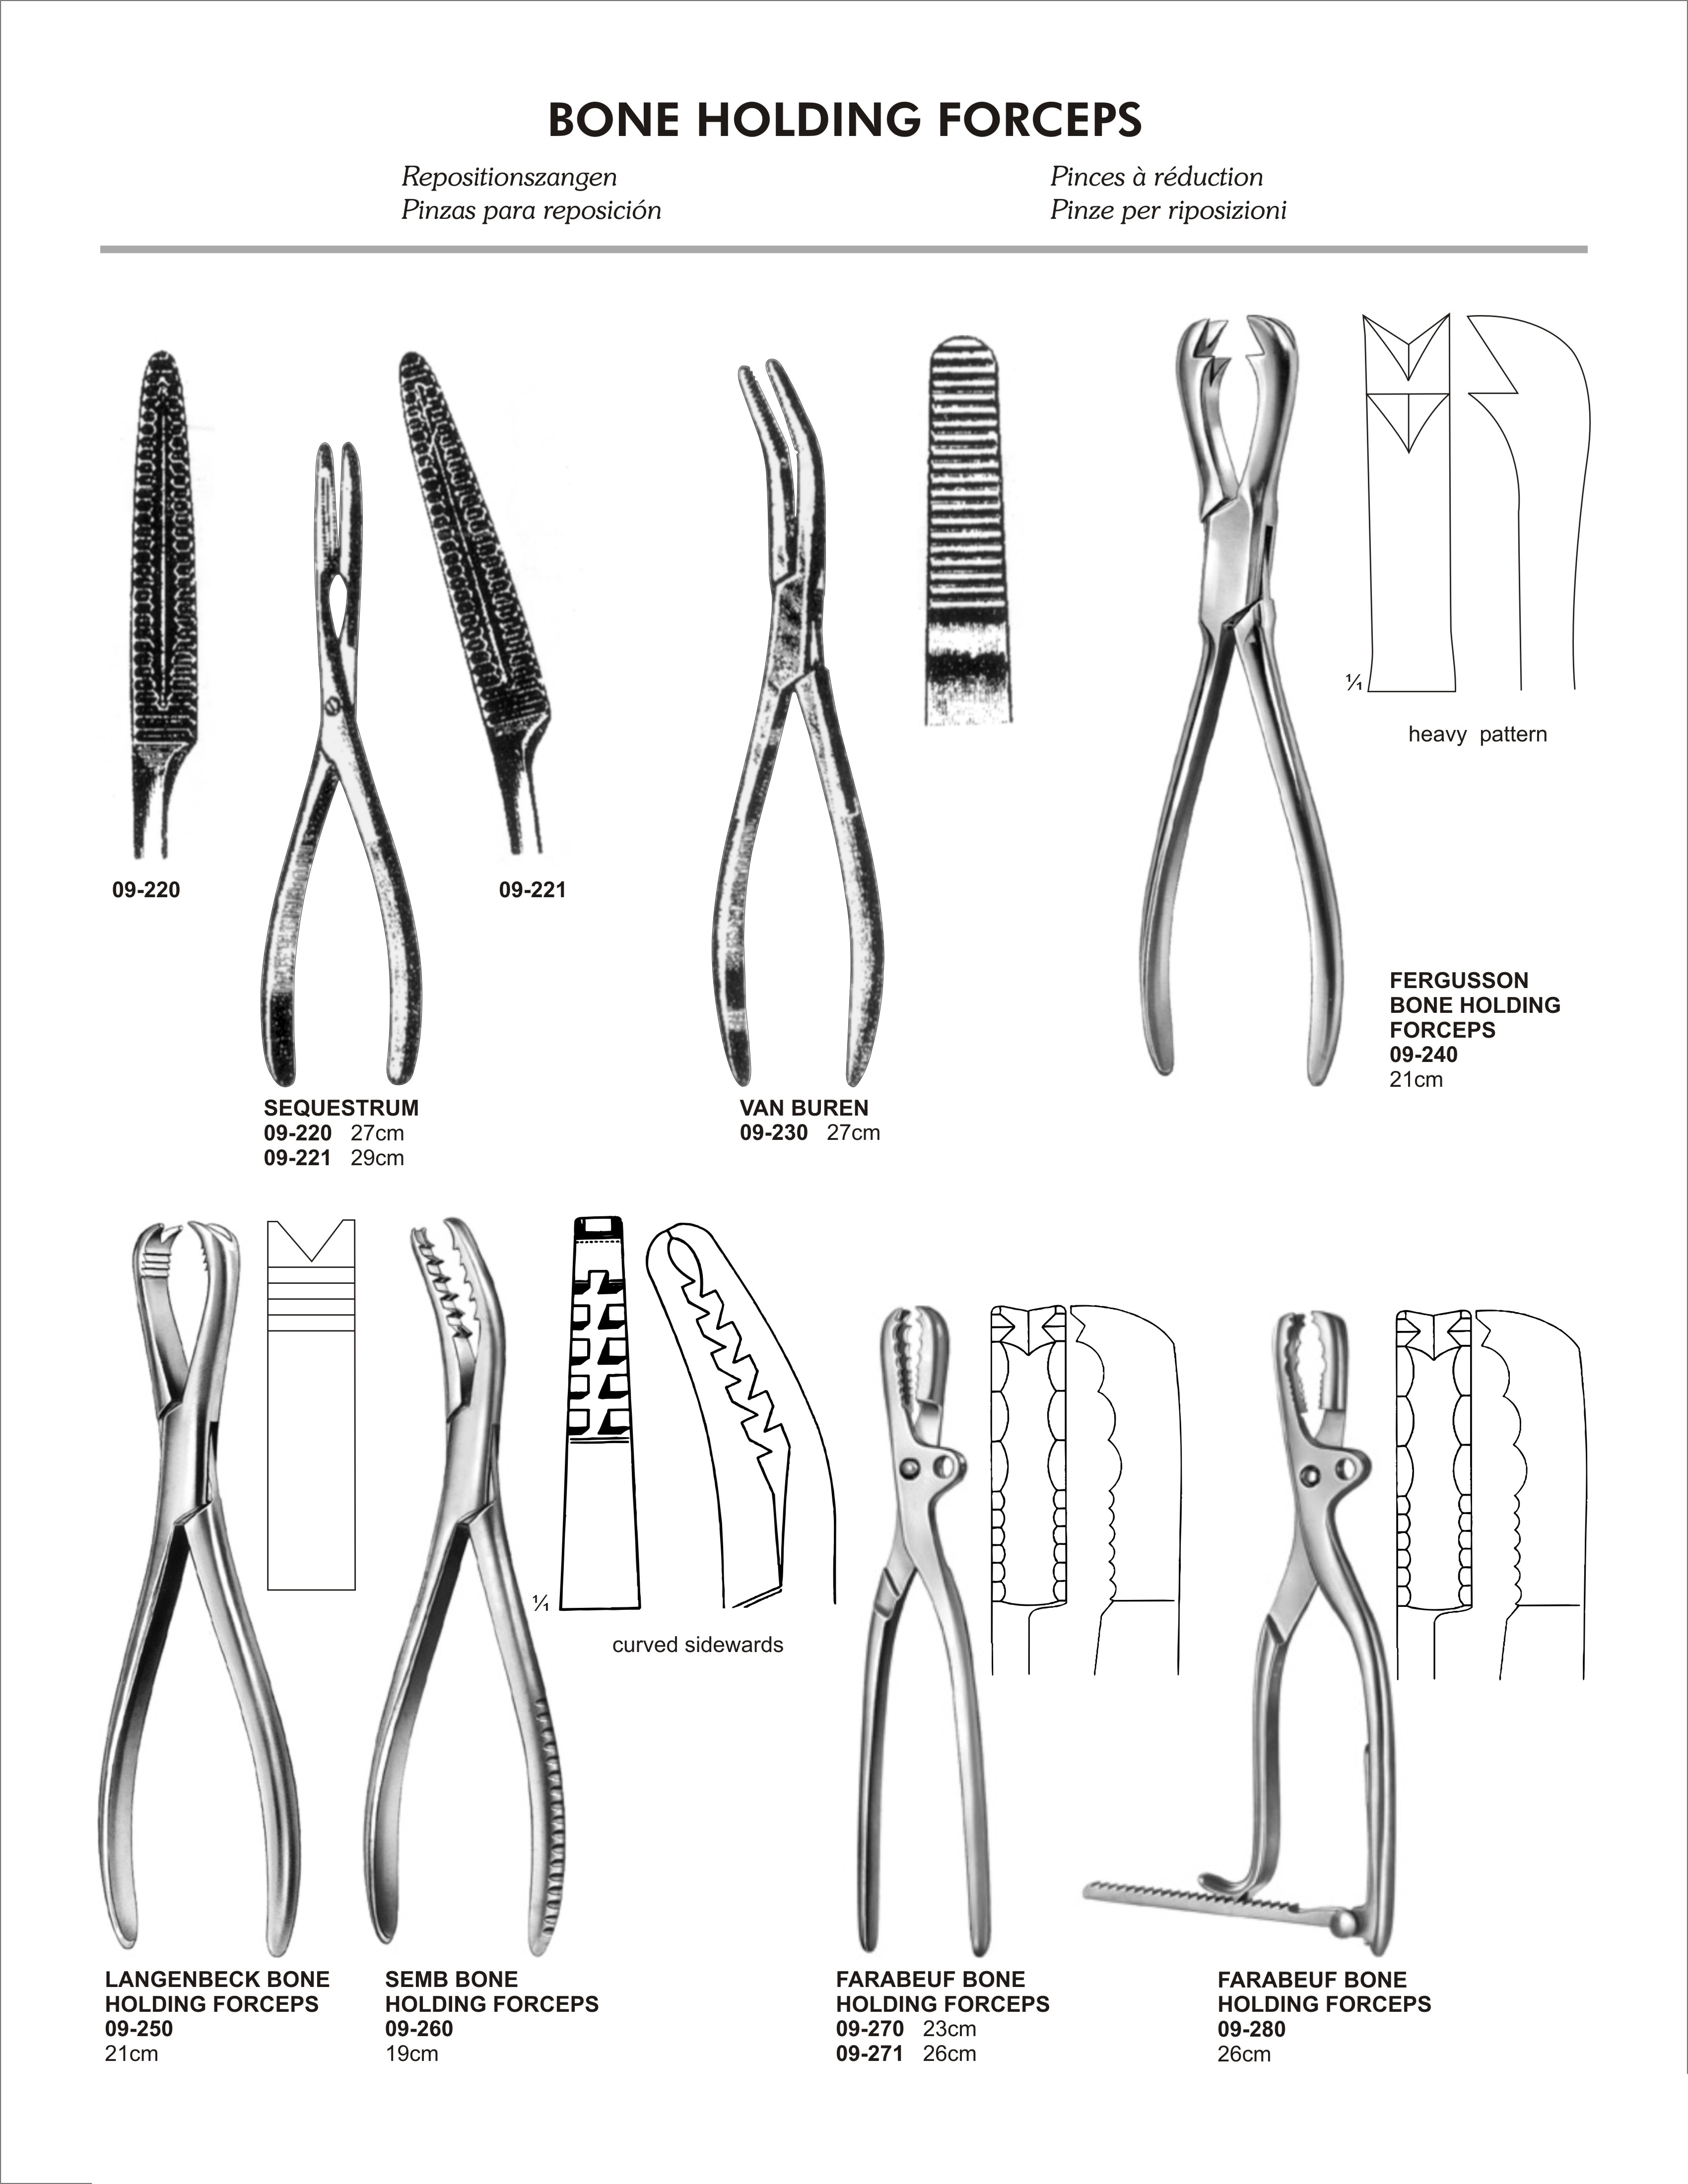 BONE HOLDING FORCEPS
Repositionszangen
Pinzas para reposición
Pinces à réduction
Pinze per riposizioni
1/1
heavy pattern
09-220
09-221
FERGUSSON
BONE HOLDING
FORCEPS
09-240
21cm
SEQUESTRUM
09-220 27cm
09-221 29cm
VAN BUREN
09-230 27cm
1/1
curved sidewards
LANGENBECK BONE
HOLDING FORCEPS
09-250
21cm
SEMB BONE
HOLDING FORCEPS
09-260
19cm
FARABEUF BONE
HOLDING FORCEPS
09-270 23cm
09-271 26cm
FARABEUF BONE
HOLDING FORCEPS
09-280
26cm